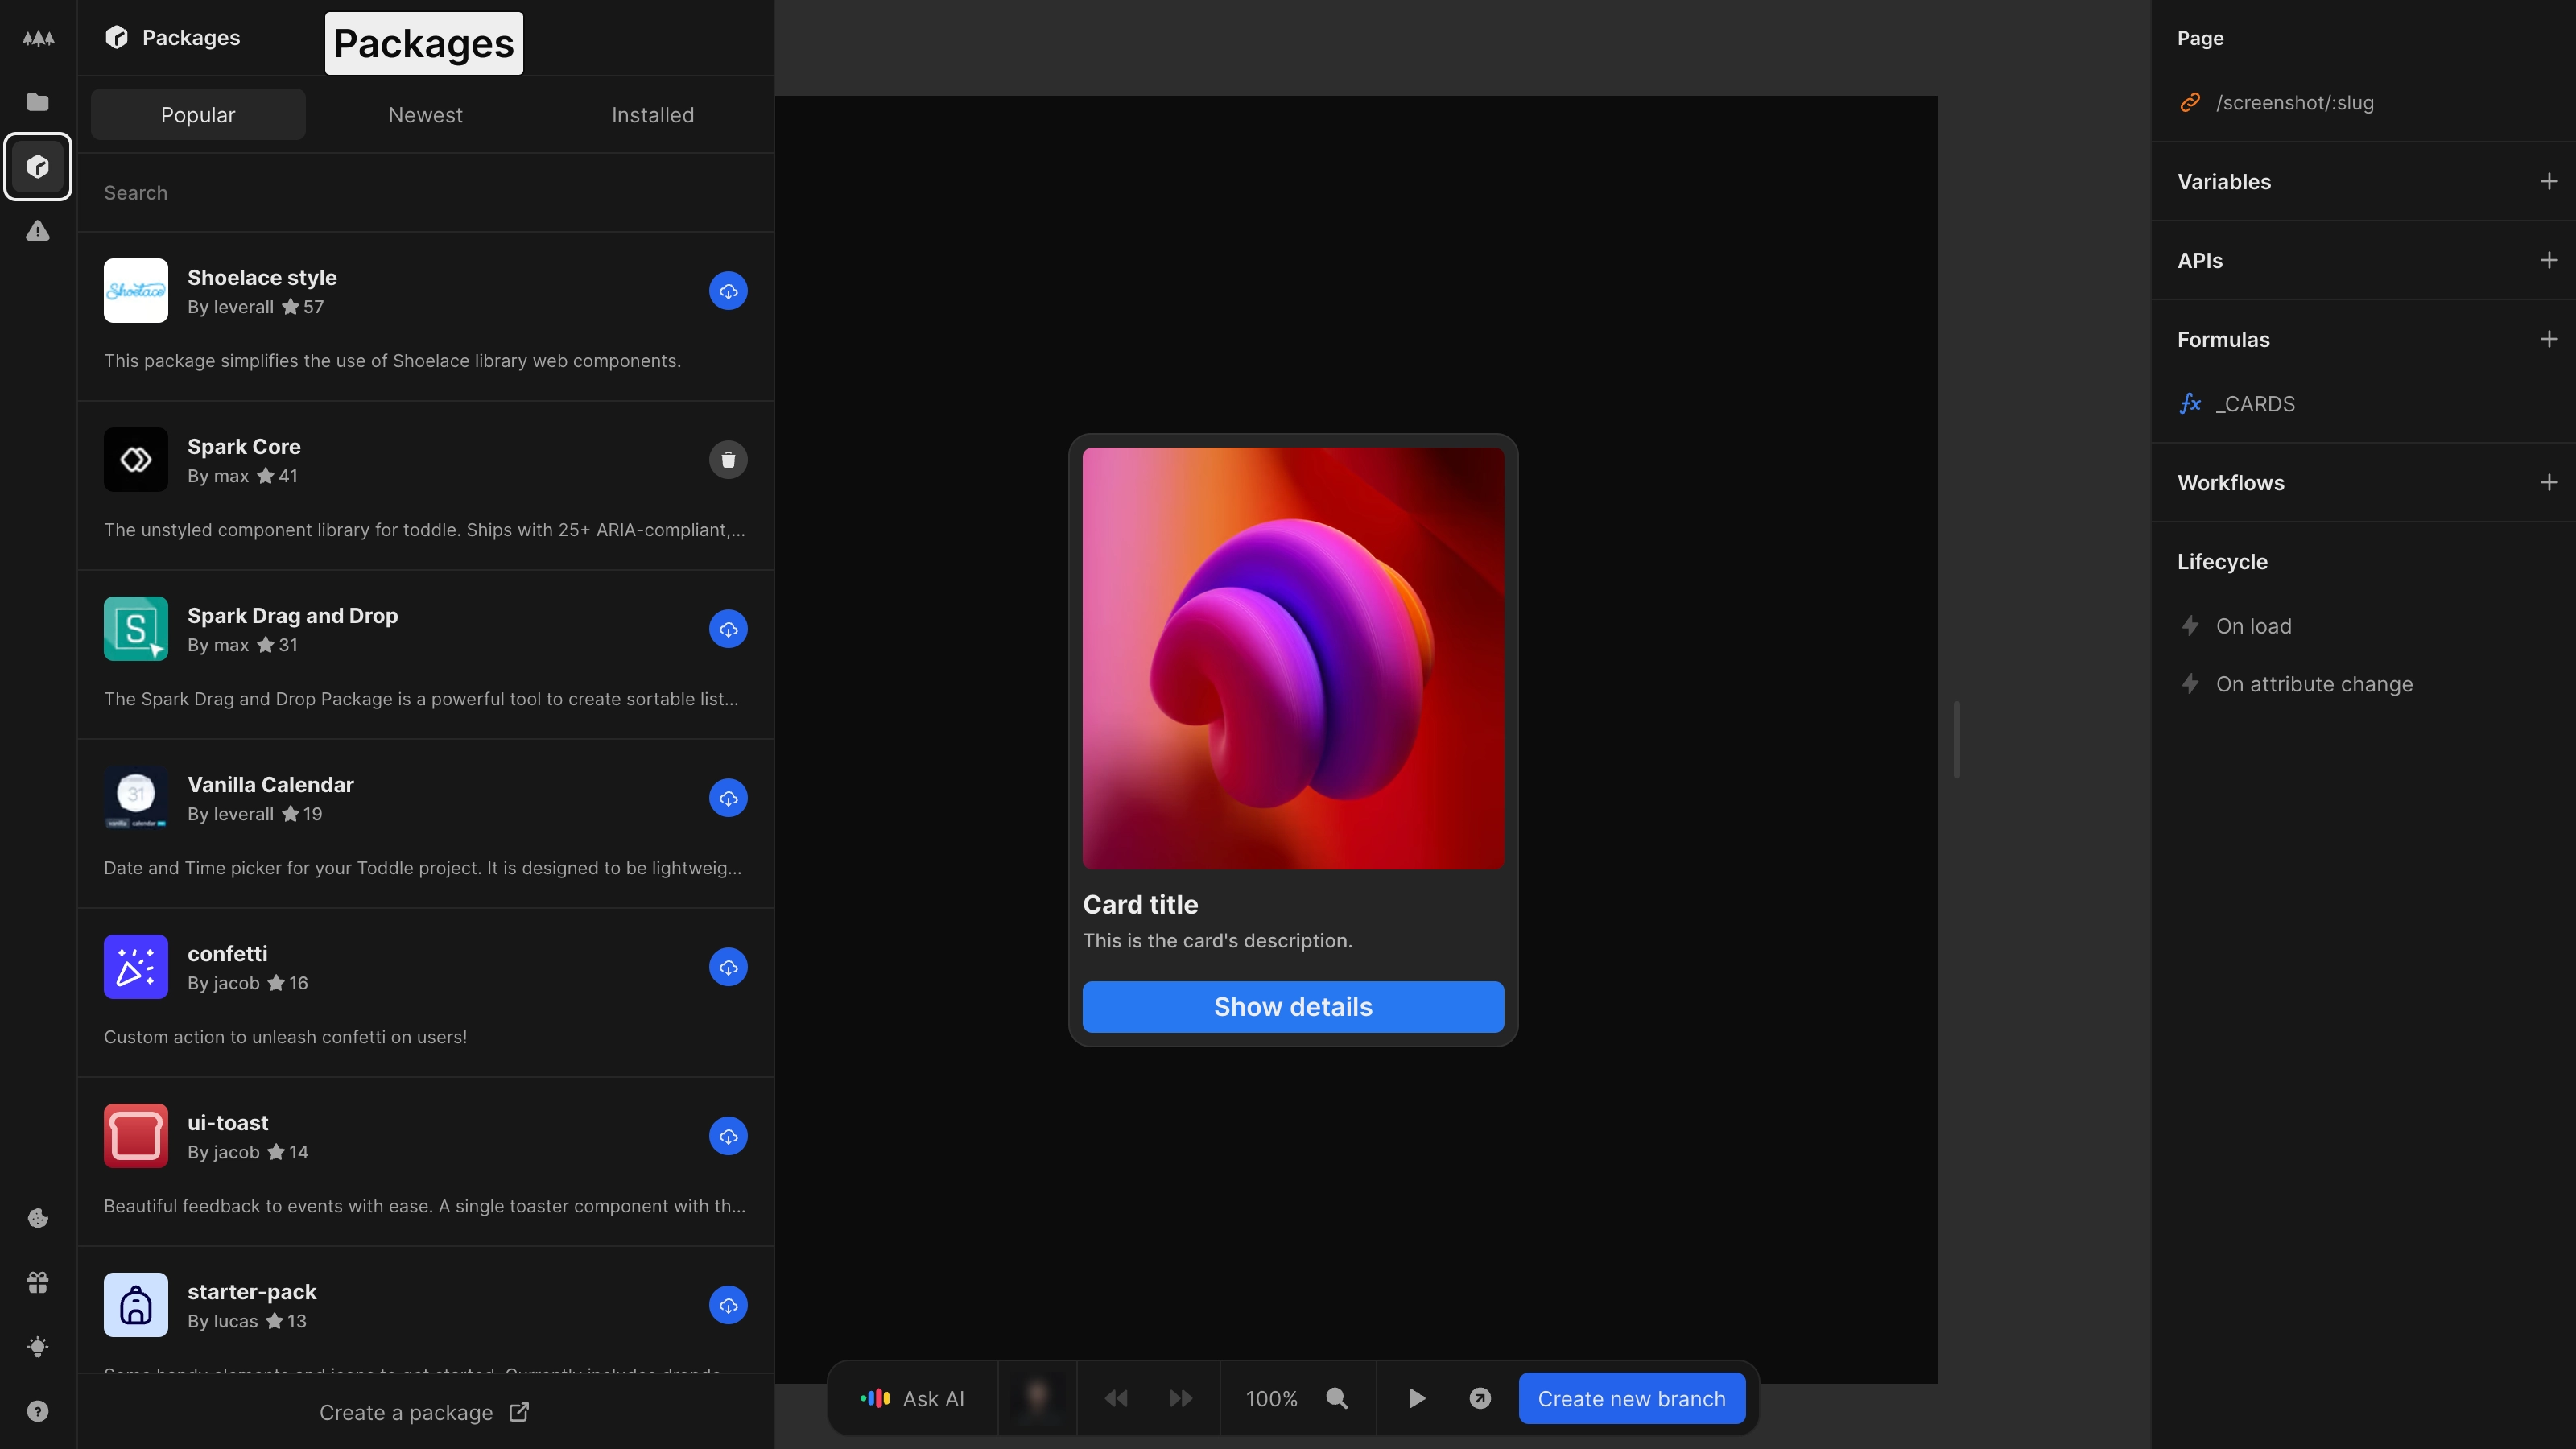 Packages
Packages
Popular
Newest
Installed
Search
Shoelace
Shoelace style
By leverall 57
This package simplifies the use of Shoelace library web components.
Spark Core
By max 41
The unstyled component library for toddle. Ships with 25+ ARIA-compliant,...
S
Spark Drag and Drop
By max 31
The Spark Drag and Drop Package is a powerful tool to create sortable list...
31
vanilla calendar
Vanilla Calendar
By leverall 19
Date and Time picker for your Toddle project. It is designed to be lightweig...
confetti
By jacob 16
Custom action to unleash confetti on users!
ui-toast
By jacob 14
Beautiful feedback to events with ease. A single toaster component with th...
starter-pack
By lucas 13
Create a package
Card title
This is the card's description.
Show details
Ask AI
100%
Create new branch
Page
/screenshot/:slug
Variables
APIs
Formulas
fx _CARDS
Workflows
Lifecycle
On load
On attribute change